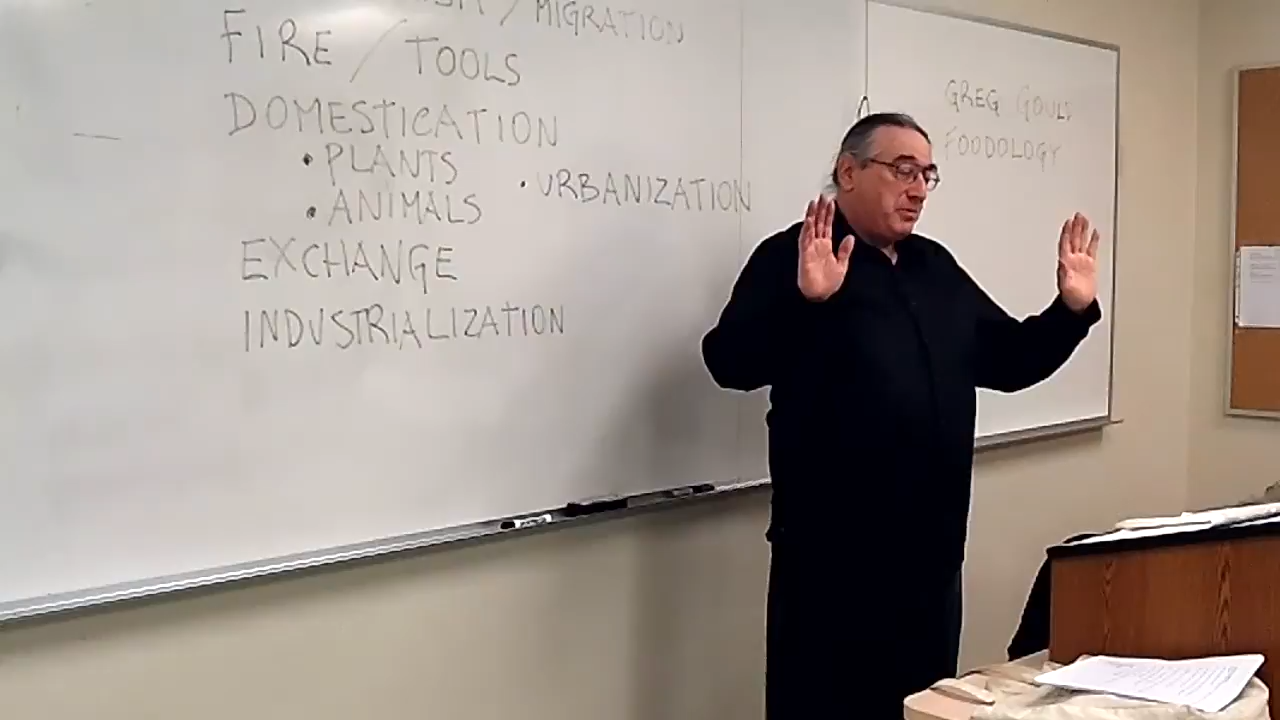 / MIGRATION
FIRE / TOOLS
DOMESTICATION
• PLANTS
• ANIMALS
• URBANIZATION
EXCHANGE
INDUSTRIALIZATION
GREG GOULS
FOODOLOGY